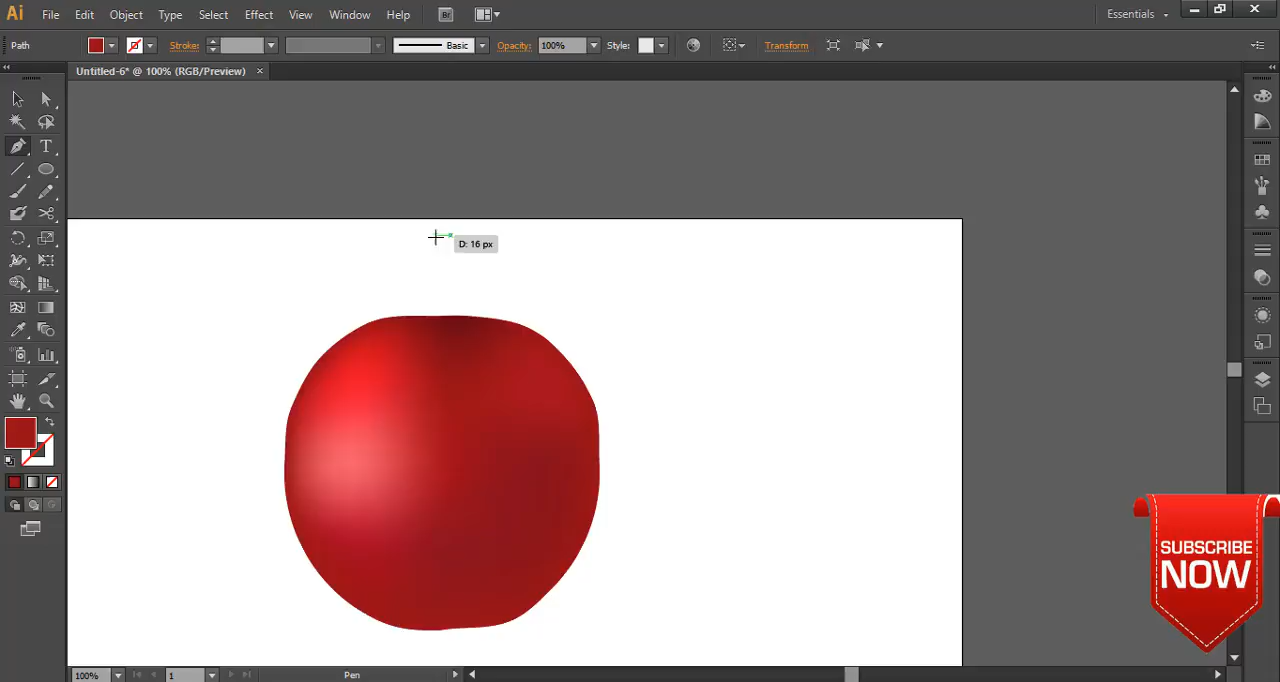 Ai File Edit Object Type Select Effect View Window Help Br Essentials
Path Stroke: Basic Opacity: 100% Style: Transform
Untitled-6* @ 100% (RGB/Preview) ×
T
D: 16 px
SUBSCRIBE
NOW
100% 1 Pen